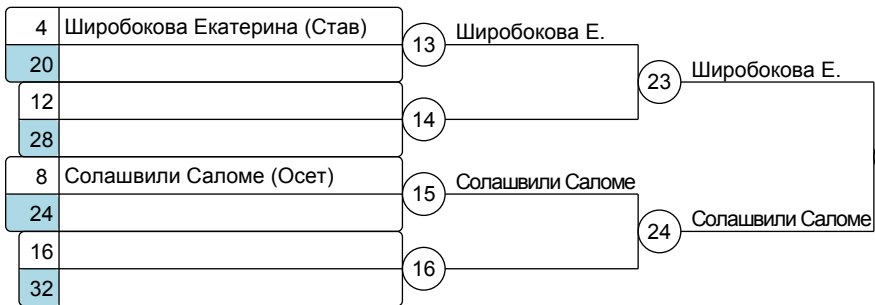 4 Широбокова Екатерина (Став)
13 Широбокова Е.
20
23 Широбокова Е.
12
14
28
8 Солашвили Саломе (Осет)
15 Солашвили Саломе
24
24 Солашвили Саломе
16
16
32